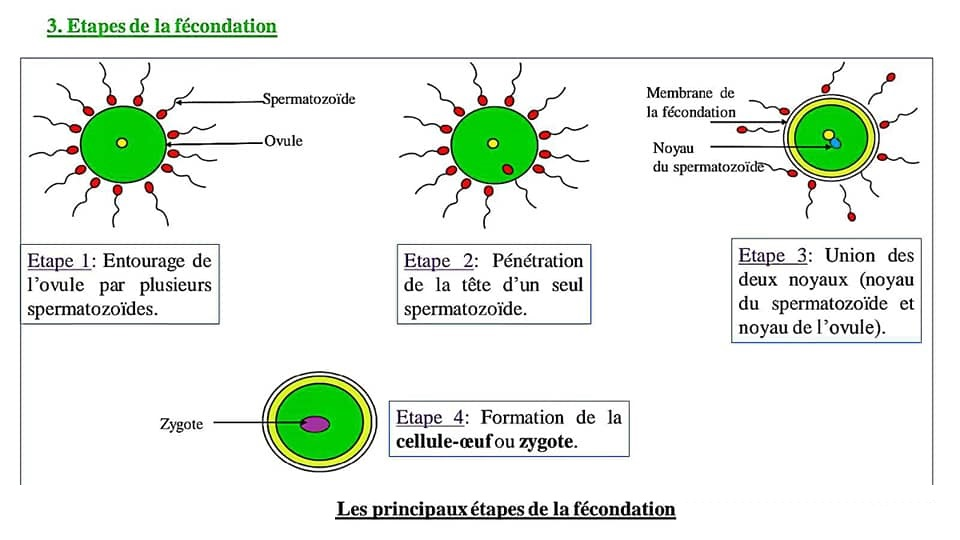 3. Etapes de la fécondation
Spermatozoïde
Ovule
Membrane de
la fécondation
Noyau
du spermatozoïde
Etape 1: Entourage de
l’ovule par plusieurs
spermatozoïdes.
Etape 2: Pénétration
de la tête d’un seul
spermatozoïde.
Etape 3: Union des
deux noyaux (noyau
du spermatozoïde et
noyau de l’ovule).
Zygote
Etape 4: Formation de la
cellule-œuf ou zygote.
Les principaux étapes de la fécondation